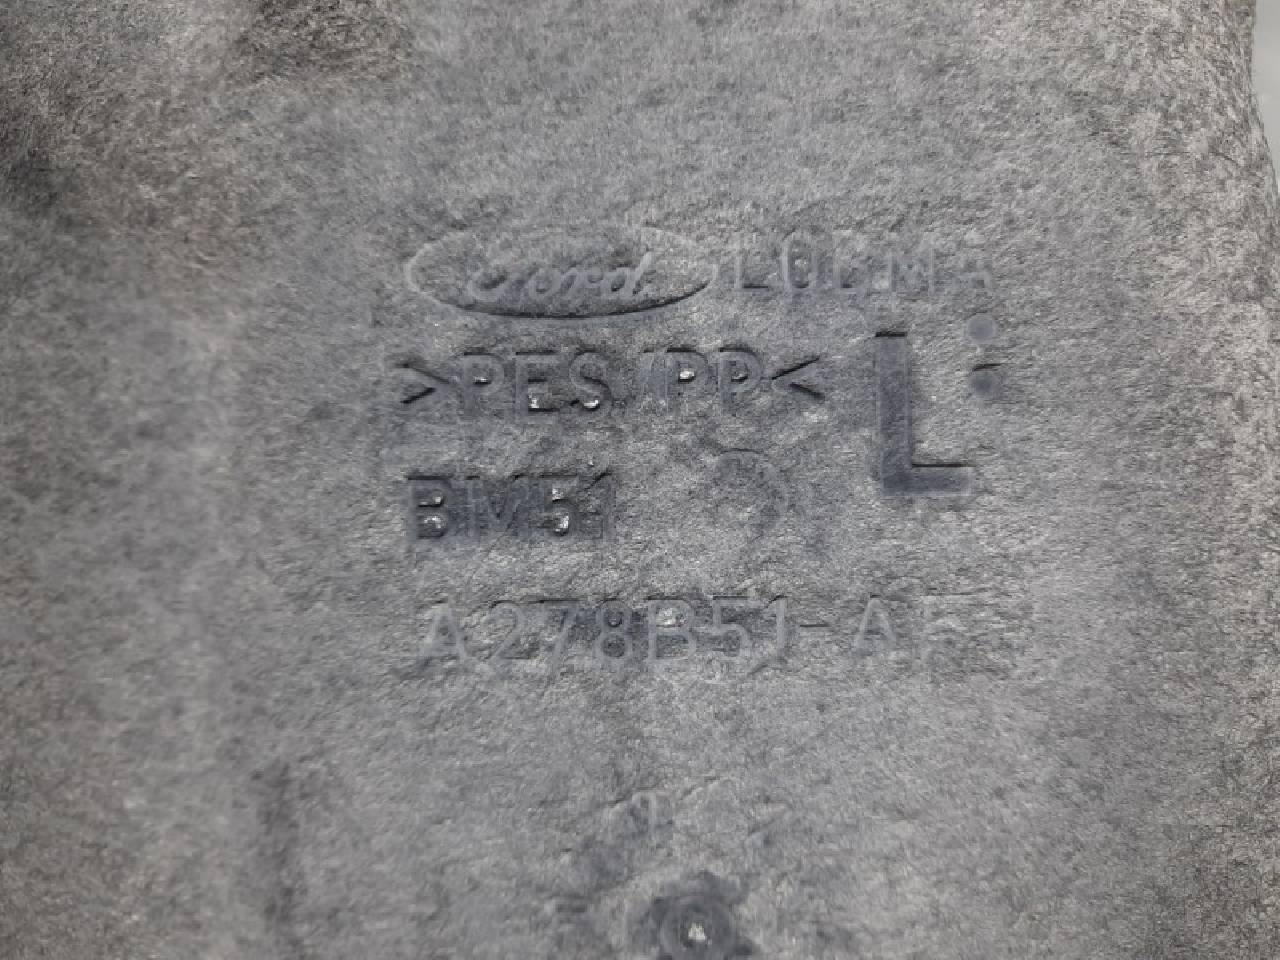 Ford
>PES/PP<
L
BM51
A278B51-AF